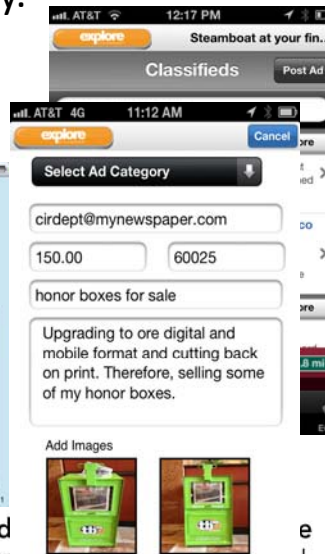 y.
AT&T 12:17 PM
explore Steamboat at your fin..
Classifieds Post Ad
AT&T 4G 11:12 AM
explore Cancel
Select Ad Category
cirdept@mynewspaper.com
150.00 60025
honor boxes for sale
Upgrading to ore digital and
mobile format and cutting back
on print. Therefore, selling some
of my honor boxes.
Add Images